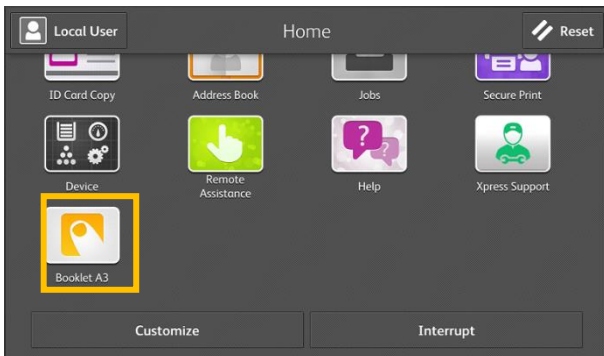 Local User
Home
Reset
ID Card Copy
Address Book
Jobs
Secure Print
Device
Remote
Assistance
Help
Xpress Support
Booklet A3
Customize
Interrupt